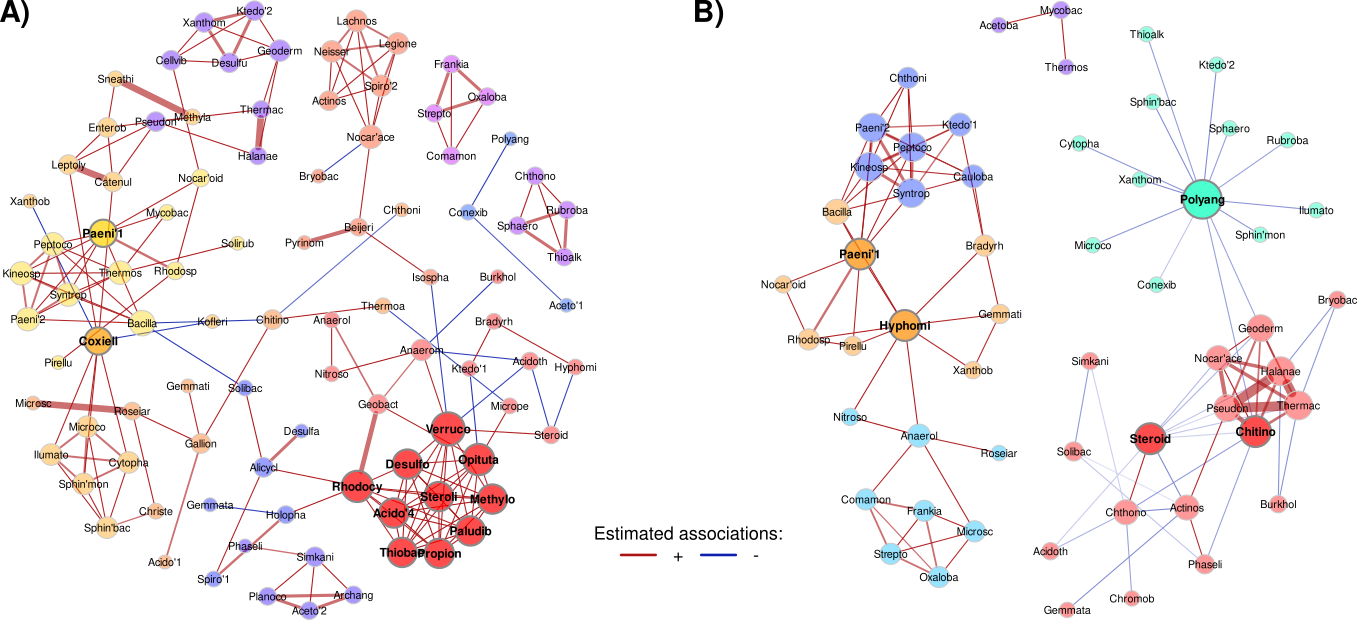 A)
Xanthom
Ktedo'2
Cellvib
Desulfu
Geoderm
Sneathi
Methyla
Pseudon
Thermac
Enterob
Halanae
Leptoly
Catenul
Nocar'oid
Xanthob
Mycobac
Paeni'1
Peptoco
Solirub
Kineosp
Thermos
Rhodosp
Syntrop
Paeni'2
Bacilla
Kofleri
Chitino
Coxiell
Pirellu
Lachnos
Neisser
Legione
Spiro'2
Actinos
Nocar'ace
Bryobac
Frankia
Oxaloba
Strepto
Comamon
Polyang
Chthono
Conexib
Rubroba
Sphaero
Thioalk
Chthoni
Beijeri
Pyrinom
Isospha
Burkhol
Aceto'1
Thermoa
Anaerol
Bradyrh
Anaerom
Acidoth
Hyphomi
Ktedo'1
Nitroso
Gemmati
Solibac
Microsc
Roseiar
Geobact
Micrope
Microco
Gallion
Desulfa
Verruco
Steroid
Ilumato
Cytopha
Alicycl
Desulfo
Opituta
Sphin'mon
Rhodocy
Steroli
Methylo
Christe
Gemmata
Holopha
Acido'4
Sphin'bac
Paludib
Acido'1
Phaseli
Simkani
Thiobac
Propion
Spiro'1
Planoco
Archang
Aceto'2
Estimated associations:
+ -
B)
Mycobac
Acetoba
Thermos
Chthoni
Paeni'2
Ktedo'1
Peptoco
Kineosp
Cauloba
Syntrop
Bacilla
Paeni'1
Bradyrh
Nocar'oid
Hyphomi
Gemmati
Rhodosp
Pirellu
Xanthob
Nitroso
Anaerol
Roseiar
Comamon
Frankia
Microsc
Strepto
Oxaloba
Thioalk
Ktedo'2
Sphin'bac
Sphaero
Cytopha
Rubroba
Xanthom
Polyang
Ilumato
Microco
Sphin'mon
Conexib
Bryobac
Geoderm
Simkani
Nocar'ace
Halanae
Pseudon
Thermac
Steroid
Chitino
Solibac
Chthono
Actinos
Burkhol
Acidoth
Phaseli
Chromob
Gemmata